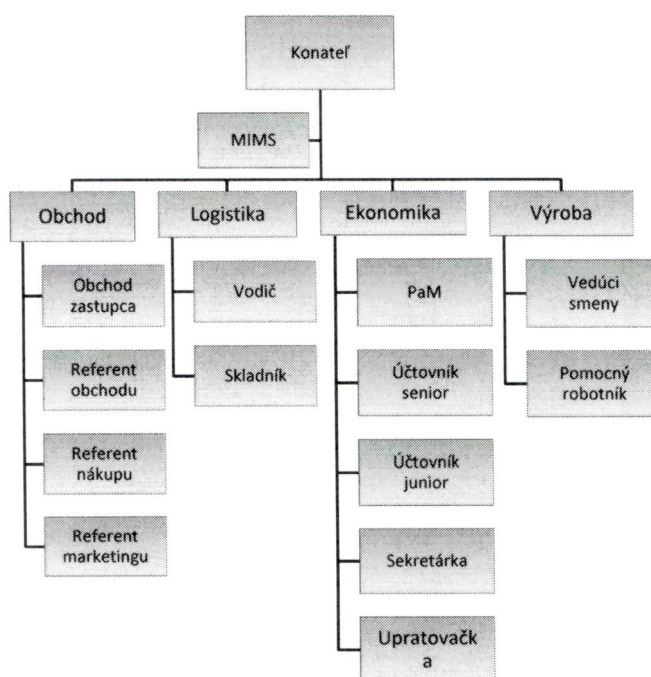 Konateľ
MIMS
Obchod
Logistika
Ekonomika
Výroba
Obchod
zastupca
Vodič
PaM
Vedúci
smeny
Referent
obchodu
Skladník
Účtovník
senior
Pomocný
robotník
Referent
nákupu
Účtovník
junior
Referent
marketingu
Sekretárka
Upratovačk
a